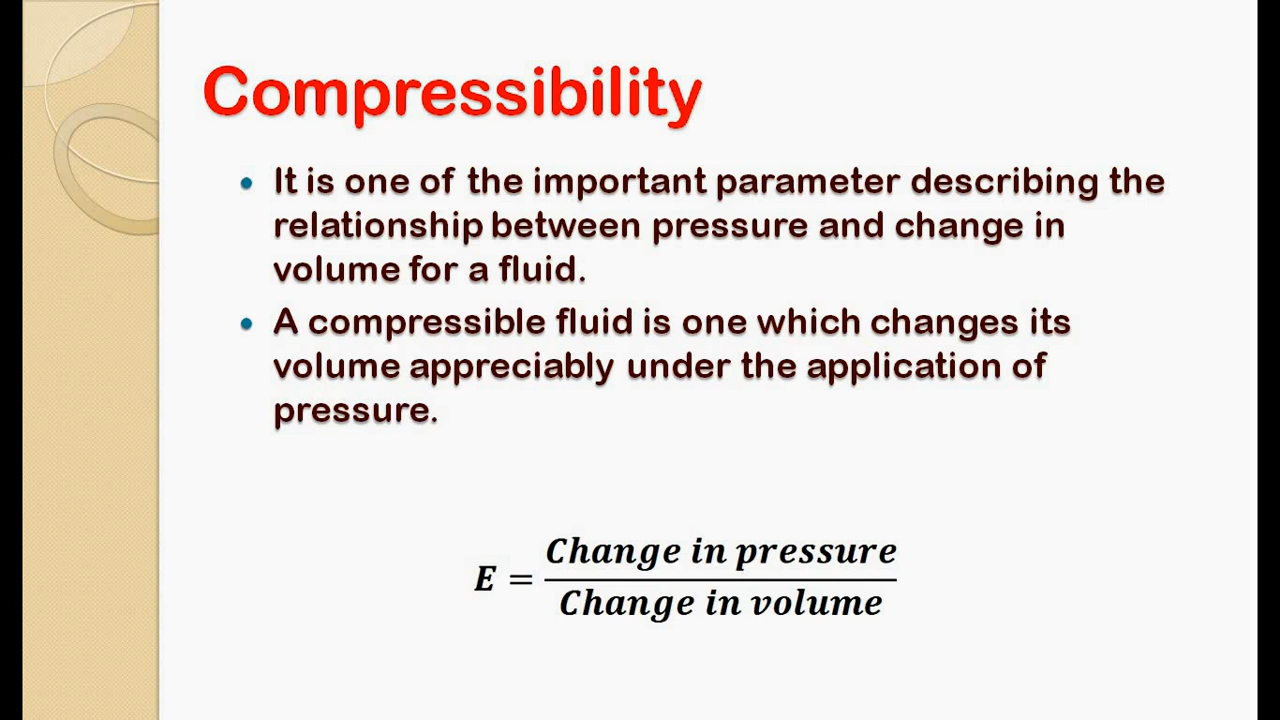 Compressibility
• It is one of the important parameter describing the
relationship between pressure and change in
volume for a fluid.
• A compressible fluid is one which changes its
volume appreciably under the application of
pressure.
E = Change in pressure / Change in volume